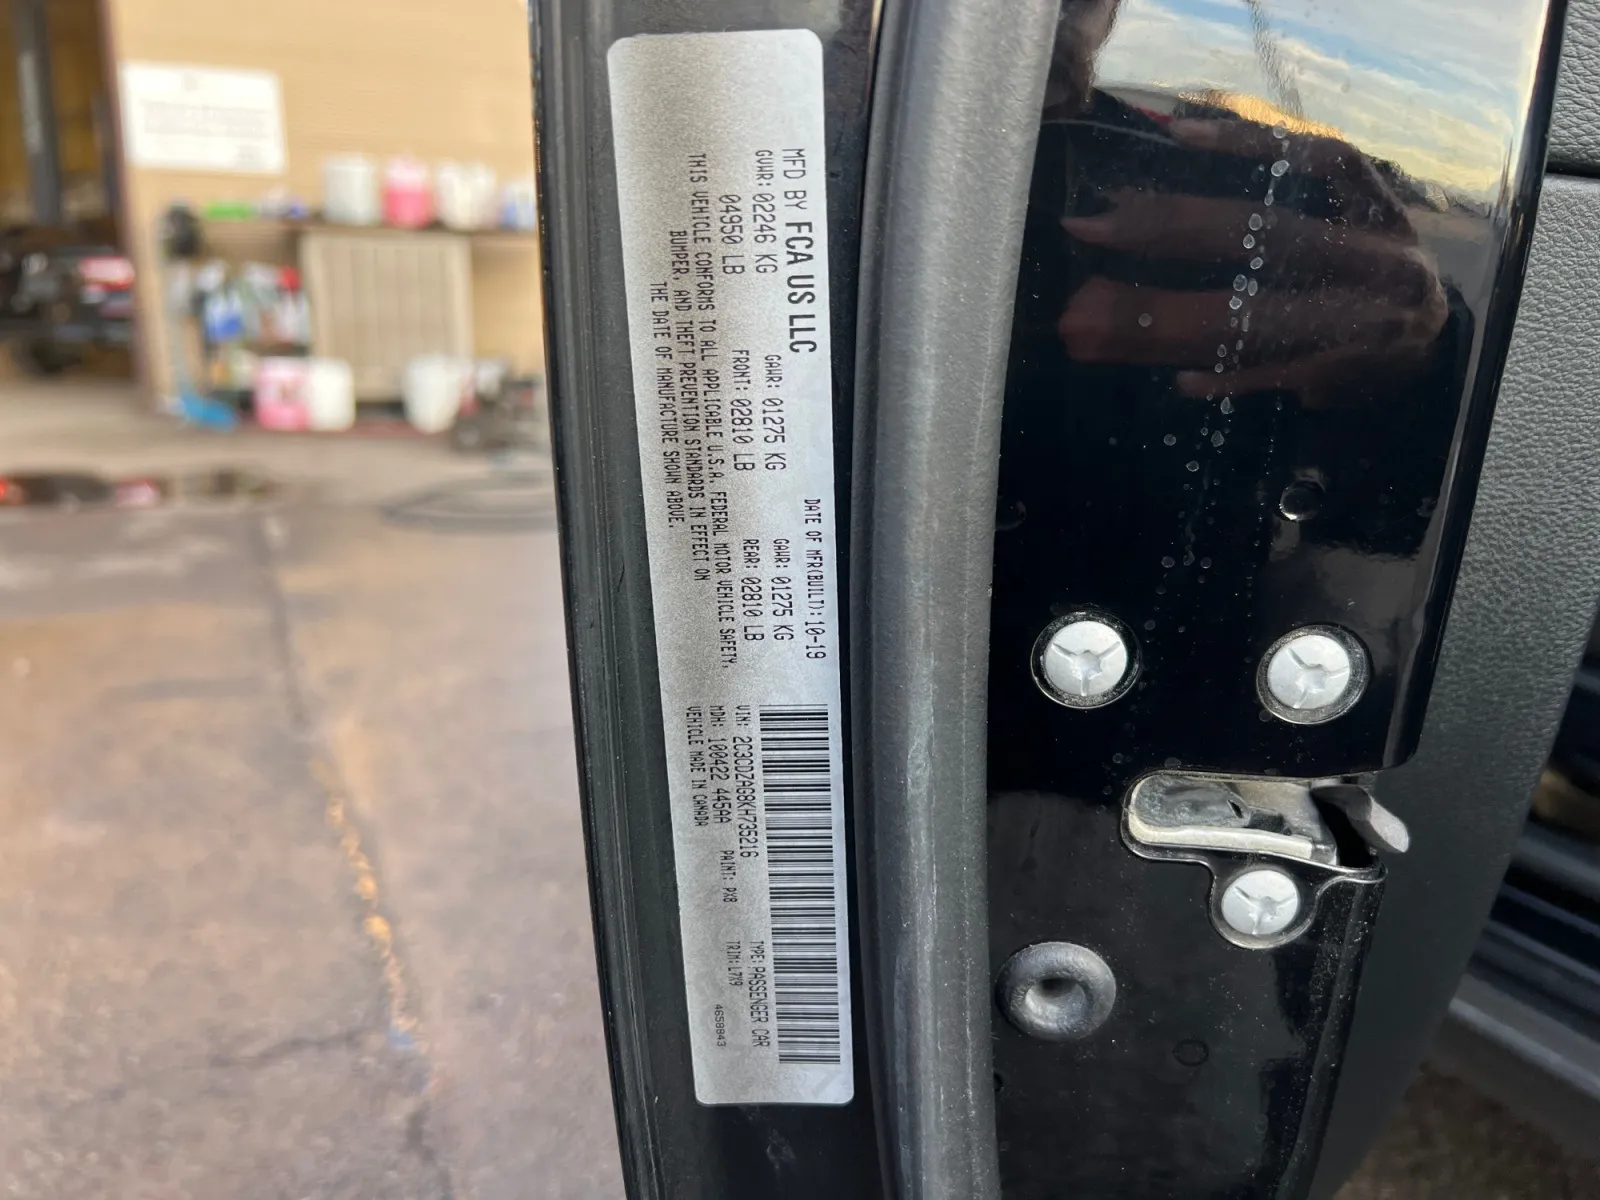 MFD BY FCA US LLC
DATE OF MFR(BUILT): 10-19
GVWR: 02246 KG
GAWR: 01275 KG
GAWR: 01275 KG
04950 LB
FRONT: 02810 LB
REAR: 02810 LB
THIS VEHICLE CONFORMS TO ALL APPLICABLE U.S.A. FEDERAL MOTOR VEHICLE SAFETY,
BUMPER, AND THEFT PREVENTION STANDARDS IN EFFECT ON
THE DATE OF MANUFACTURE SHOWN ABOVE.
VIN: 2C3CDZAG8KH735216
TYPE: PASSENGER CAR
MDH: 100422 445AA
PAINT: PX8
TRIM: L7X9
VEHICLE MADE IN CANADA
4658843